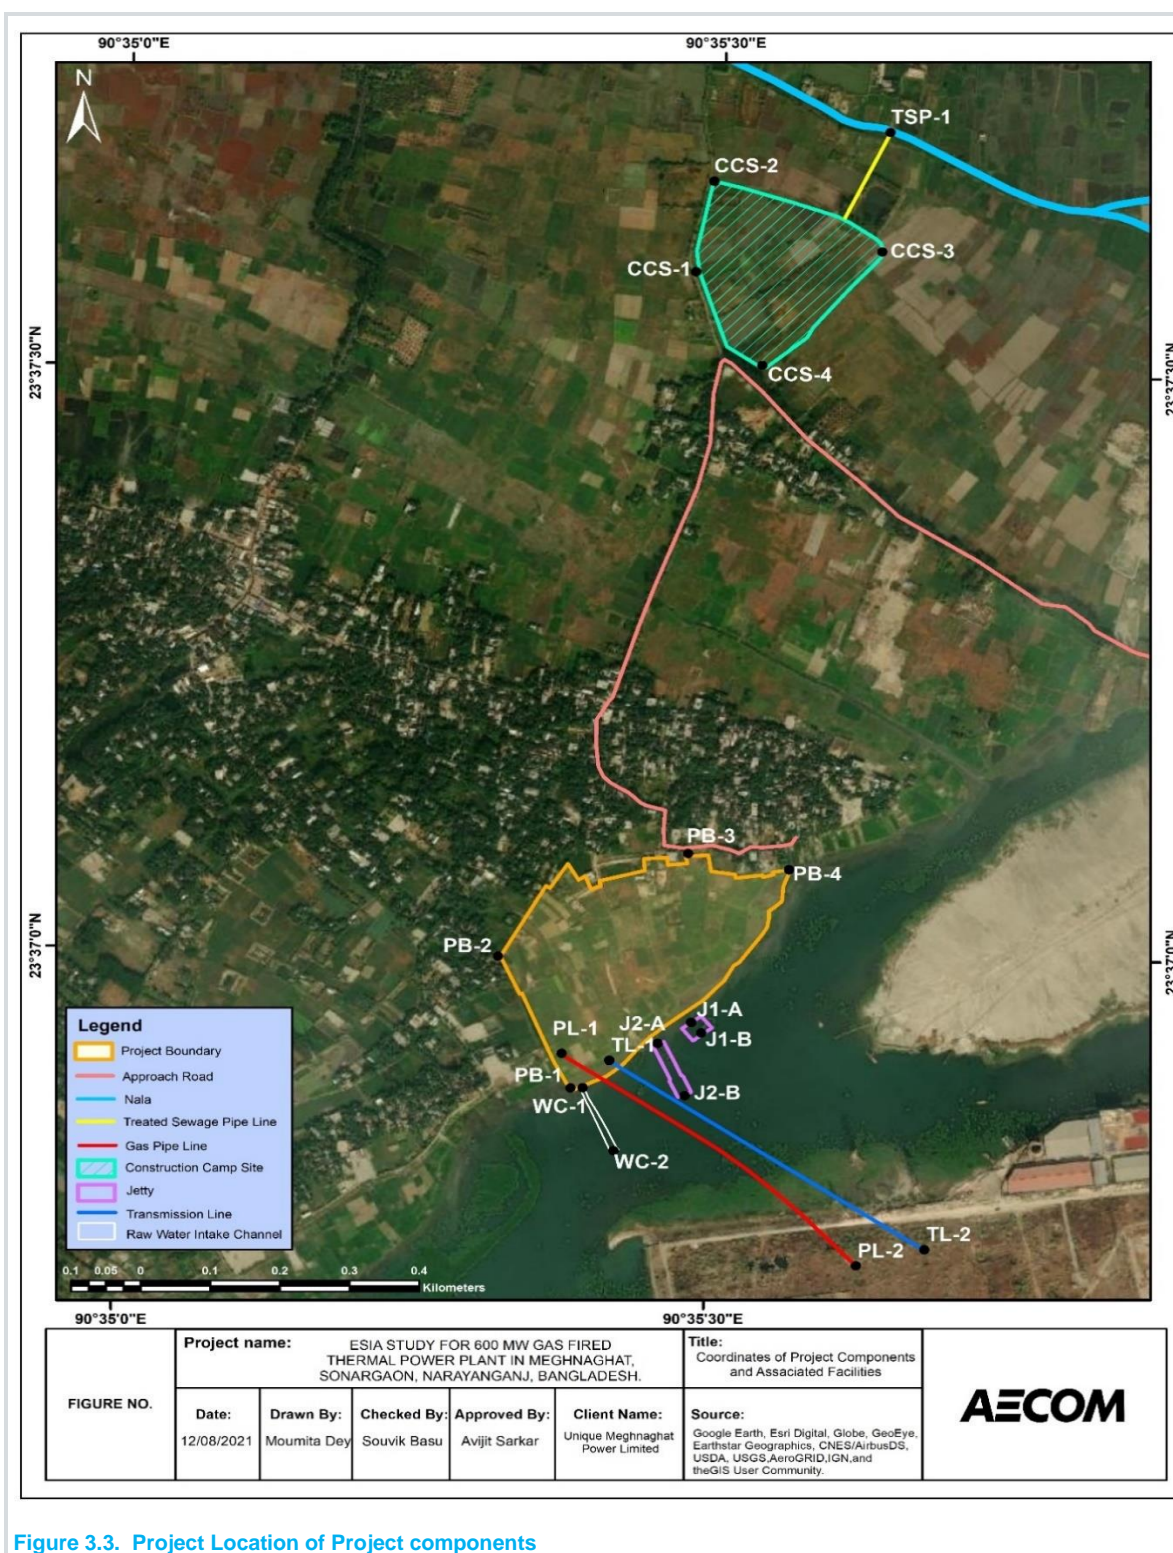 90°35'0"E
90°35'30"E
N
TSP-1
CCS-2
CCS-3
CCS-1
23°37'30"N
23°37'30"N
CCS-4
PB-3
PB-4
PB-2
23°37'0"N
23°37'0"N
J1-A
J2-A
J1-B
PL-1
TL-1
PB-1
J2-B
WC-1
WC-2
TL-2
PL-2
Legend
Project Boundary
Approach Road
Nala
Treated Sewage Pipe Line
Gas Pipe Line
Construction Camp Site
Jetty
Transmission Line
Raw Water Intake Channel
0.1 0.05 0 0.1 0.2 0.3 0.4
Kilometers
90°35'0"E
90°35'30"E
FIGURE NO.
Project name: ESIA STUDY FOR 600 MW GAS FIRED
THERMAL POWER PLANT IN MEGHNAGHAT,
SONARGAON, NARAYANGANJ, BANGLADESH.
Title:
Coordinates of Project Components
and Assaciated Facilities
Date:
12/08/2021
Drawn By:
Moumita Dey
Checked By:
Souvik Basu
Approved By:
Avijit Sarkar
Client Name:
Unique Meghnaghat
Power Limited
Source:
Google Earth, Esri Digital, Globe, GeoEye,
Earthstar Geographics, CNES/AirbusDS,
USDA, USGS,AeroGRID,IGN,and
theGIS User Community.
AECOM
Figure 3.3. Project Location of Project components